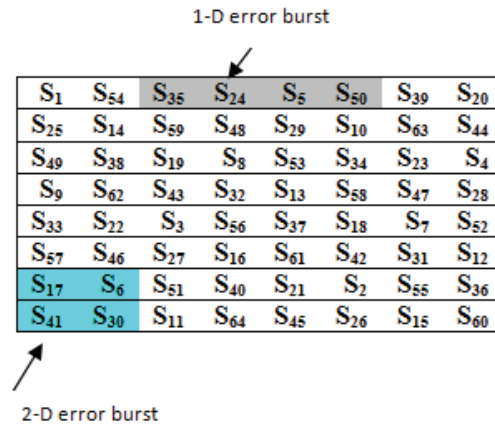 1-D error burst
S₁ S₅₄ S₃₅ S₂₄ S₅ S₅₀ S₃₉ S₂₀
S₂₅ S₁₄ S₅₉ S₄₈ S₂₉ S₁₀ S₆₃ S₄₄
S₄₉ S₃₈ S₁₉ S₈ S₅₃ S₃₄ S₂₃ S₄
S₉ S₆₂ S₄₃ S₃₂ S₁₃ S₅₈ S₄₇ S₂₈
S₃₃ S₂₂ S₃ S₅₆ S₃₇ S₁₈ S₇ S₅₂
S₅₇ S₄₆ S₂₇ S₁₆ S₆₁ S₄₂ S₃₁ S₁₂
S₁₇ S₆ S₅₁ S₄₀ S₂₁ S₂ S₅₅ S₃₆
S₄₁ S₃₀ S₁₁ S₆₄ S₄₅ S₂₆ S₁₅ S₆₀
2-D error burst